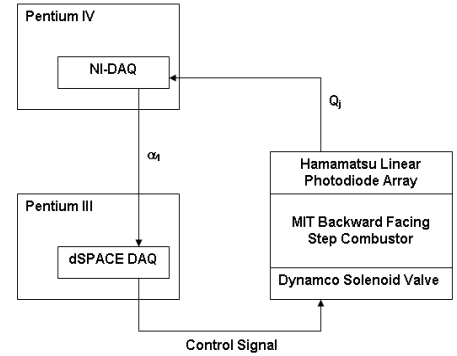 Pentium IV
NI-DAQ
Qj
α1
Hamamatsu Linear
Photodiode Array
Pentium III
MIT Backward Facing
Step Combustor
dSPACE DAQ
Dynamco Solenoid Valve
Control Signal